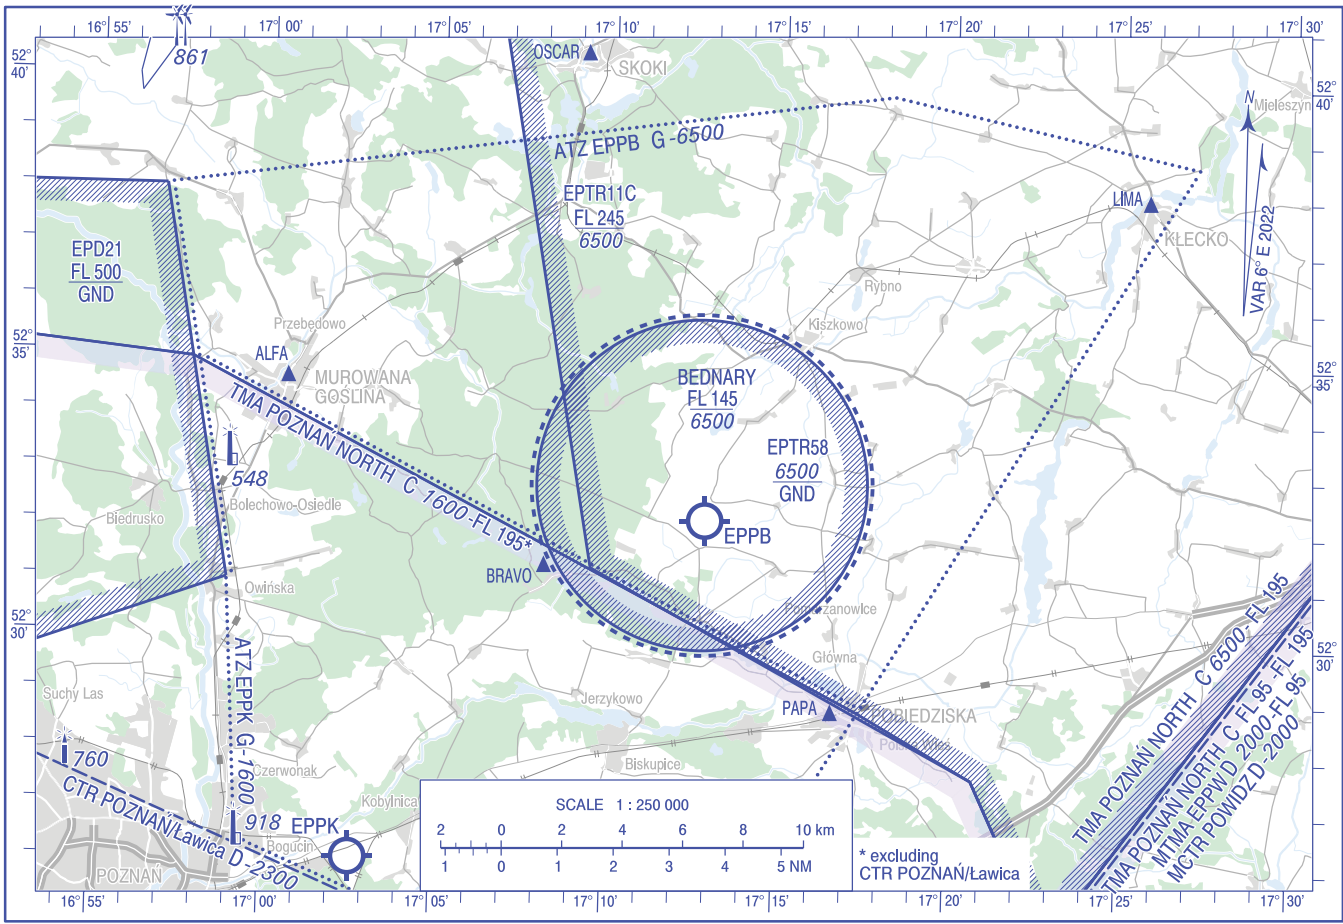 16° 55'
17° 00'
17° 05'
17° 10'
17° 15'
17° 20'
17° 25'
17° 30'
861
52°
40'
OSCAR
SKOKI
52°
40'
N
Mieleszyn
ATZ EPPB G-6500
EPTR11C
FL 245
6500
LIMA
KŁECKO
VAR 6° E 2022
EPD21
FL 500
GND
Rybno
Przebędowo
Kiszkowo
52°
35'
ALFA
MUROWANA
GOŚLINA
BEDNARY
FL 145
6500
52°
35'
TMA POZNAŃ NORTH C 1600-FL 195*
EPTR58
6500
GND
548
Bolechowo-Osiedle
Biedrusko
EPPB
BRAVO
Owińska
Pomarzanowice
52°
30'
52°
30'
Główna
ATZ EPPK G-1600
Suchy Las
Jerzykowo
PAPA
POBIEDZISKA
760
Czerwonak
Biskupice
TMA POZNAŃ NORTH C 6500-FL 195
TMA POZNAŃ NORTH C FL 95-FL 195
MTMA EPPW D 2000-FL 95
MCTR POWIDZ D-2000
CTR POZNAŃ/Ławica D-2300
Kobylnica
918
EPPK
Bogucin
POZNAŃ
SCALE 1 : 250 000
2 0 2 4 6 8 10 km
1 0 1 2 3 4 5 NM
* excluding
CTR POZNAŃ/Ławica
16° 55'
17° 00'
17° 05'
17° 10'
17° 15'
17° 20'
17° 25'
17° 30'